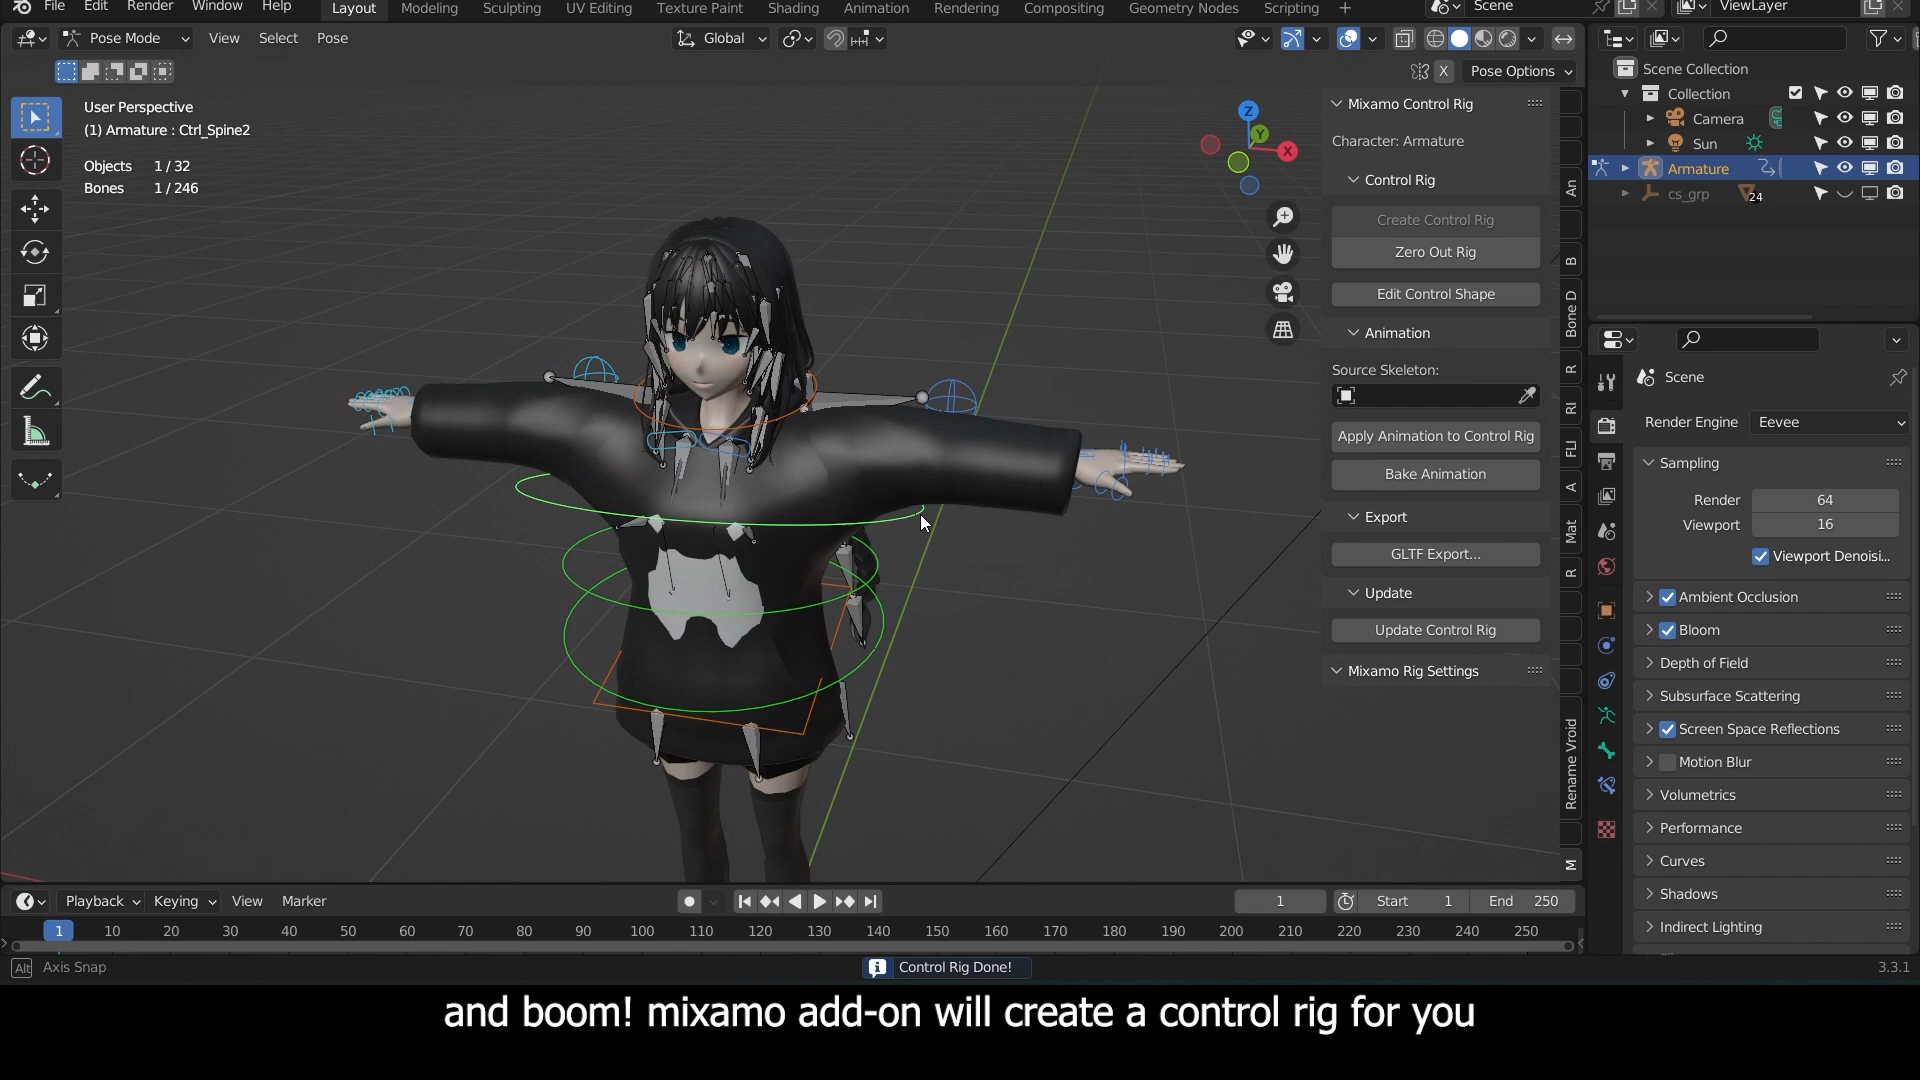 File Edit Render Window Help Layout Modeling Sculpting UV Editing Texture Paint Shading Animation Rendering Compositing Geometry Nodes Scripting + Scene ViewLayer
Pose Mode View Select Pose Global
X Pose Options
User Perspective
(1) Armature : Ctrl_Spine2
Objects 1 / 32
Bones 1 / 246
Z
Y
X
Mixamo Control Rig
Character: Armature
Control Rig
Create Control Rig
Zero Out Rig
Edit Control Shape
Animation
Source Skeleton:
Apply Animation to Control Rig
Bake Animation
Export
GLTF Export...
Update
Update Control Rig
Mixamo Rig Settings
An
B
Bone D
R
RI
FLI
A
Mat
R
Rename Vroid
M
Scene Collection
Collection
Camera
Sun
Armature
cs_grp 24
Scene
Render Engine Eevee
Sampling
Render 64
Viewport 16
Viewport Denoisi...
Ambient Occlusion
Bloom
Depth of Field
Subsurface Scattering
Screen Space Reflections
Motion Blur
Volumetrics
Performance
Curves
Shadows
Indirect Lighting
Playback Keying View Marker 1 Start 1 End 250
1 10 20 30 40 50 60 70 80 90 100 110 120 130 140 150 160 170 180 190 200 210 220 230 240 250
Alt Axis Snap Control Rig Done! 3.3.1
and boom! mixamo add-on will create a control rig for you